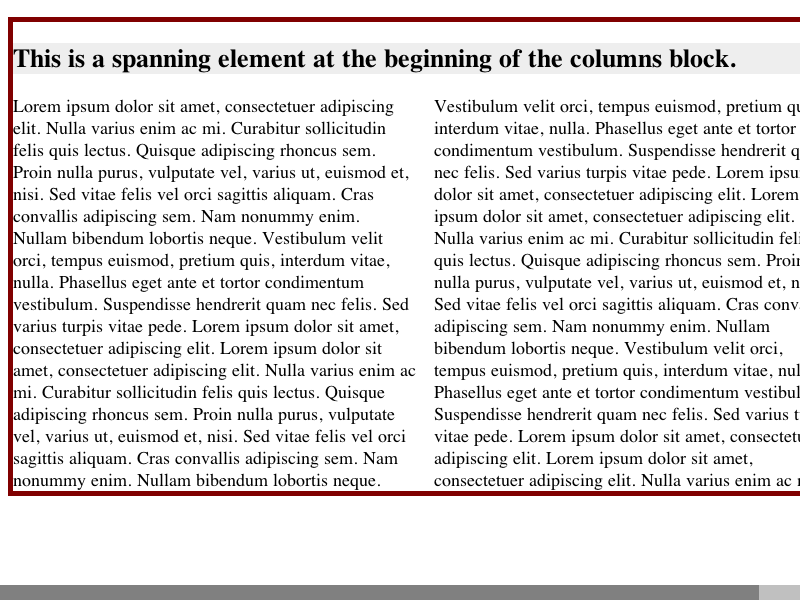 This is a spanning element at the beginning of the columns block.
Lorem ipsum dolor sit amet, consectetuer adipiscing
elit. Nulla varius enim ac mi. Curabitur sollicitudin
felis quis lectus. Quisque adipiscing rhoncus sem.
Proin nulla purus, vulputate vel, varius ut, euismod et,
nisi. Sed vitae felis vel orci sagittis aliquam. Cras
convallis adipiscing sem. Nam nonummy enim.
Nullam bibendum lobortis neque. Vestibulum velit
orci, tempus euismod, pretium quis, interdum vitae,
nulla. Phasellus eget ante et tortor condimentum
vestibulum. Suspendisse hendrerit quam nec felis. Sed
varius turpis vitae pede. Lorem ipsum dolor sit amet,
consectetuer adipiscing elit. Lorem ipsum dolor sit
amet, consectetuer adipiscing elit. Nulla varius enim ac
mi. Curabitur sollicitudin felis quis lectus. Quisque
adipiscing rhoncus sem. Proin nulla purus, vulputate
vel, varius ut, euismod et, nisi. Sed vitae felis vel orci
sagittis aliquam. Cras convallis adipiscing sem. Nam
nonummy enim. Nullam bibendum lobortis neque.
Vestibulum velit orci, tempus euismod, pretium
interdum vitae, nulla. Phasellus eget ante et tortor
condimentum vestibulum. Suspendisse hendrerit
nec felis. Sed varius turpis vitae pede. Lorem
dolor sit amet, consectetuer adipiscing elit. Lorem
ipsum dolor sit amet, consectetuer adipiscing elit.
Nulla varius enim ac mi. Curabitur sollicitudin
quis lectus. Quisque adipiscing rhoncus sem.
nulla purus, vulputate vel, varius ut, euismod et,
Sed vitae felis vel orci sagittis aliquam. Cras
adipiscing sem. Nam nonummy enim. Nullam
bibendum lobortis neque. Vestibulum velit orci,
tempus euismod, pretium quis, interdum vitae,
Phasellus eget ante et tortor condimentum
Suspendisse hendrerit quam nec felis. Sed varius
vitae pede. Lorem ipsum dolor sit amet,
adipiscing elit. Lorem ipsum dolor sit amet,
consectetuer adipiscing elit. Nulla varius enim ac